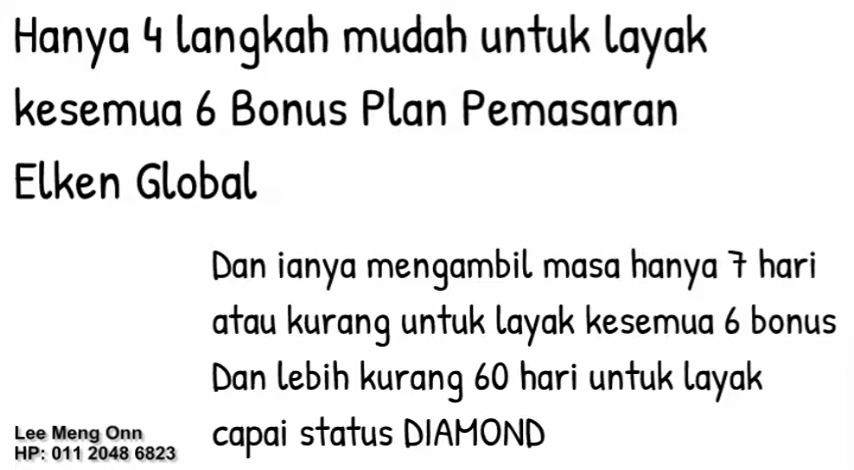 Hanya 4 langkah mudah untuk layak
kesemua 6 Bonus Plan Pemasaran
Elken Global
Dan ianya mengambil masa hanya 7 hari
atau kurang untuk layak kesemua 6 bonus
Dan lebih kurang 60 hari untuk layak
capai status DIAMOND
Lee Meng Onn
HP: 011 2048 6823